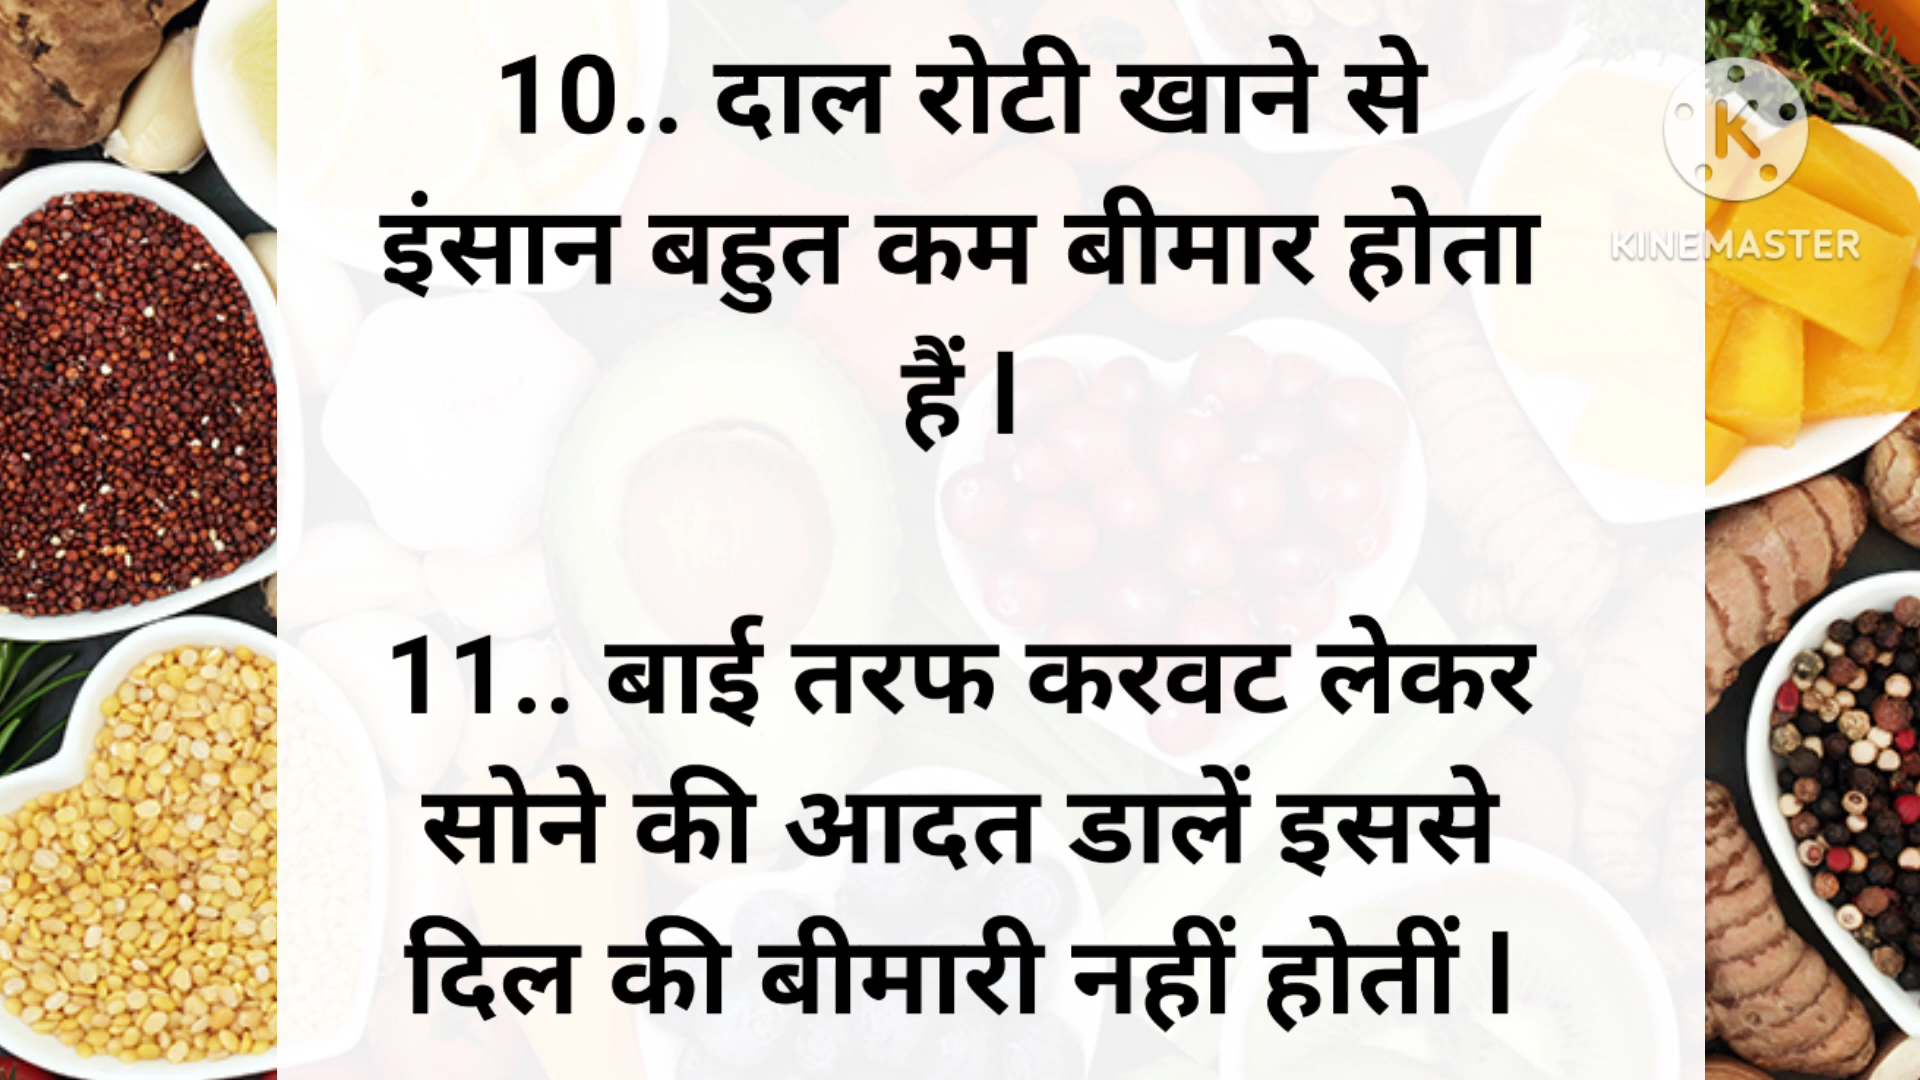 10.. दाल रोटी खाने से
इंसान बहुत कम बीमार होता
हैं।
11.. बाई तरफ करवट लेकर
सोने की आदत डालें इससे
दिल की बीमारी नहीं होतीं।
KINEMASTER